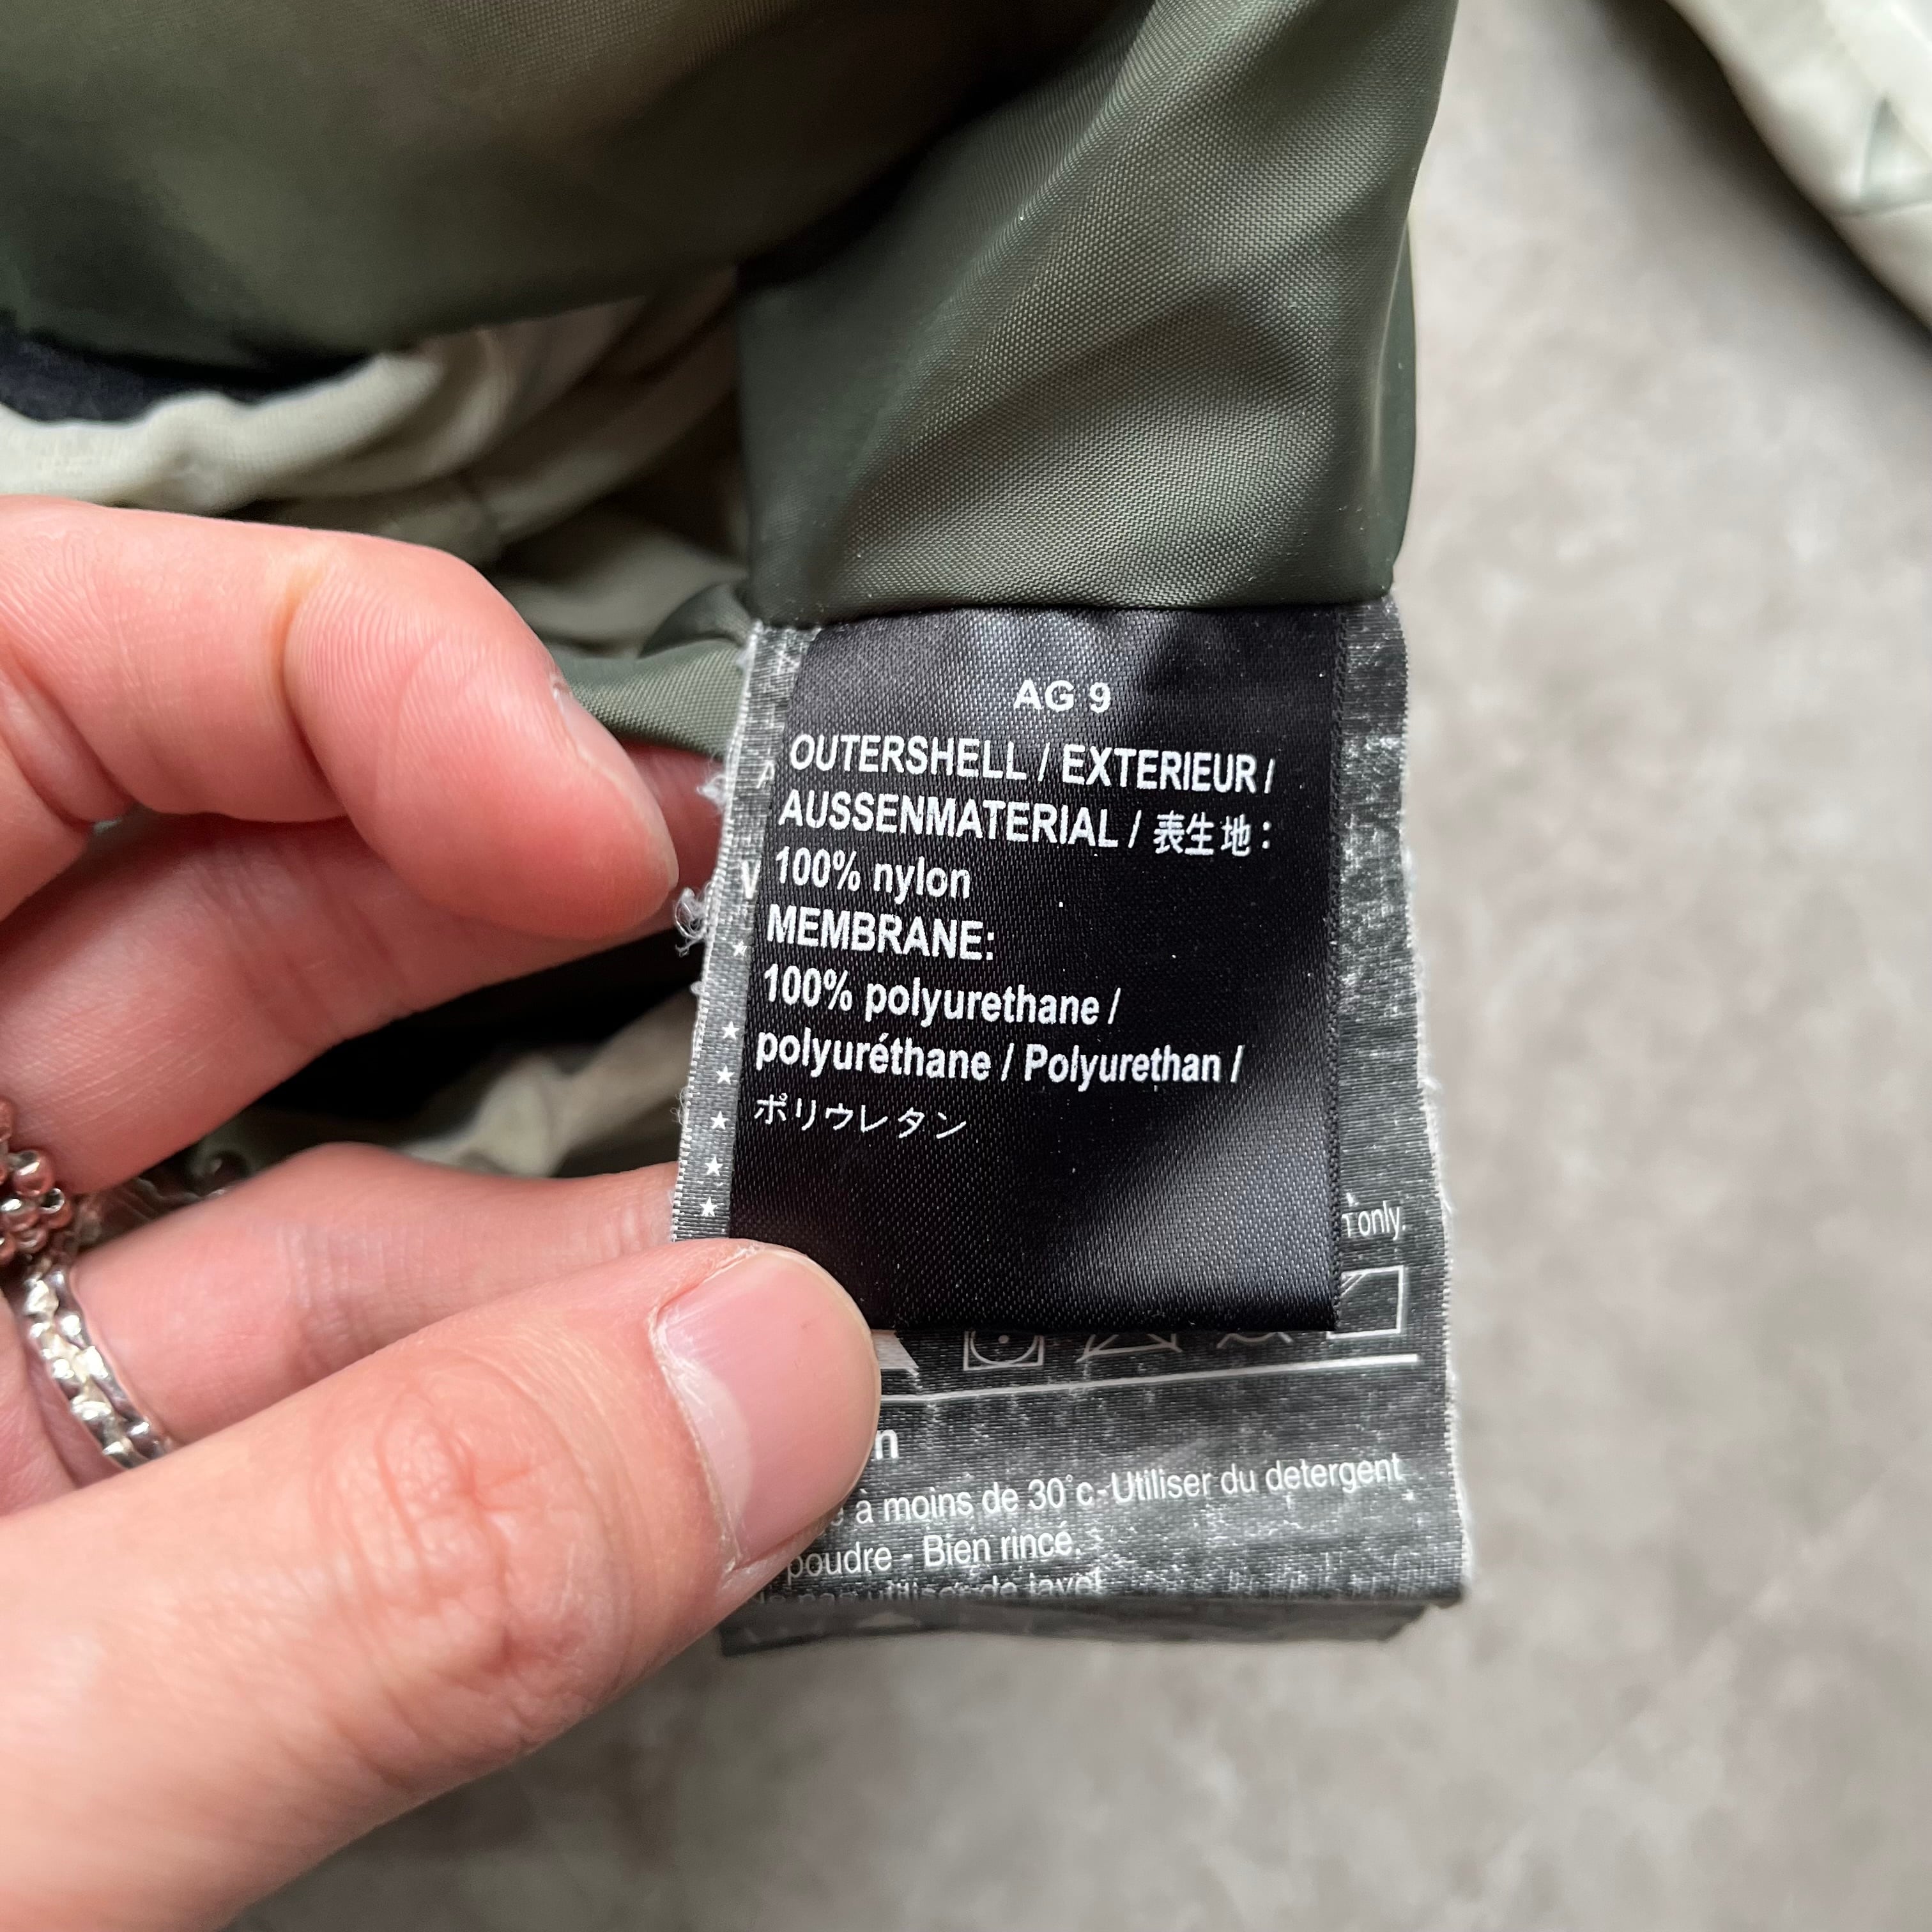 AG 9
OUTERSHELL / EXTERIEUR /
AUSSENMATERIAL / 表生地：
100% nylon
MEMBRANE:
100% polyurethane /
polyuréthane / Polyurethan /
ポリウレタン
only.
a moins de 30°c-Utiliser du detergent
poudre - Bien rincé.